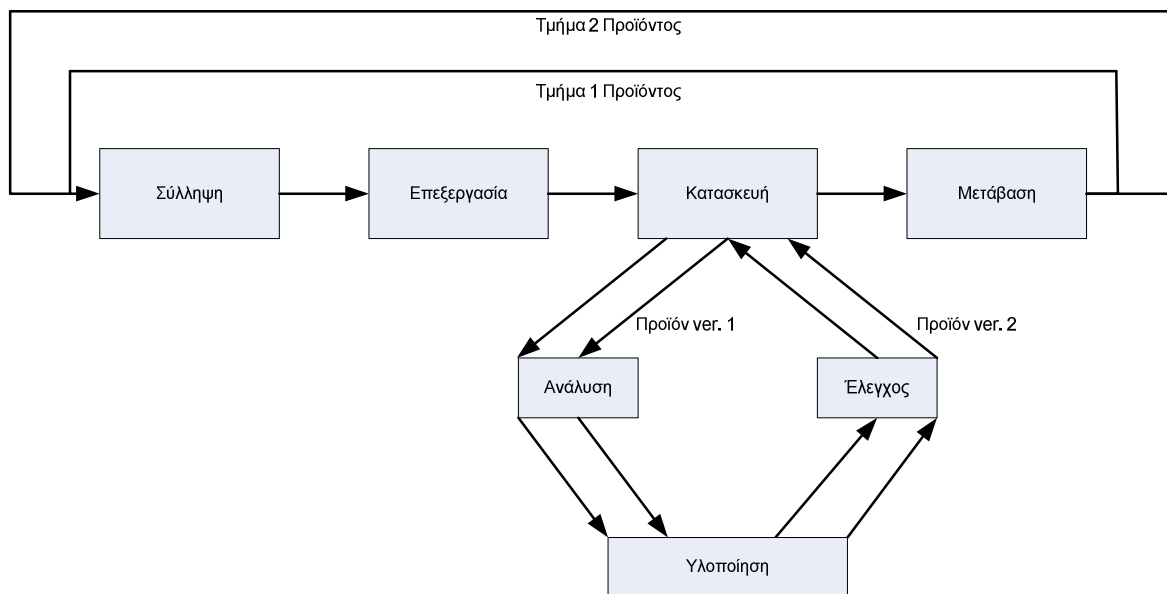 Τμήμα 2 Προϊόντος
Τμήμα 1 Προϊόντος
Σύλληψη
Επεξεργασία
Κατασκευή
Μετάβαση
Προϊόν ver. 1
Προϊόν ver. 2
Ανάλυση
Έλεγχος
Υλοποίηση